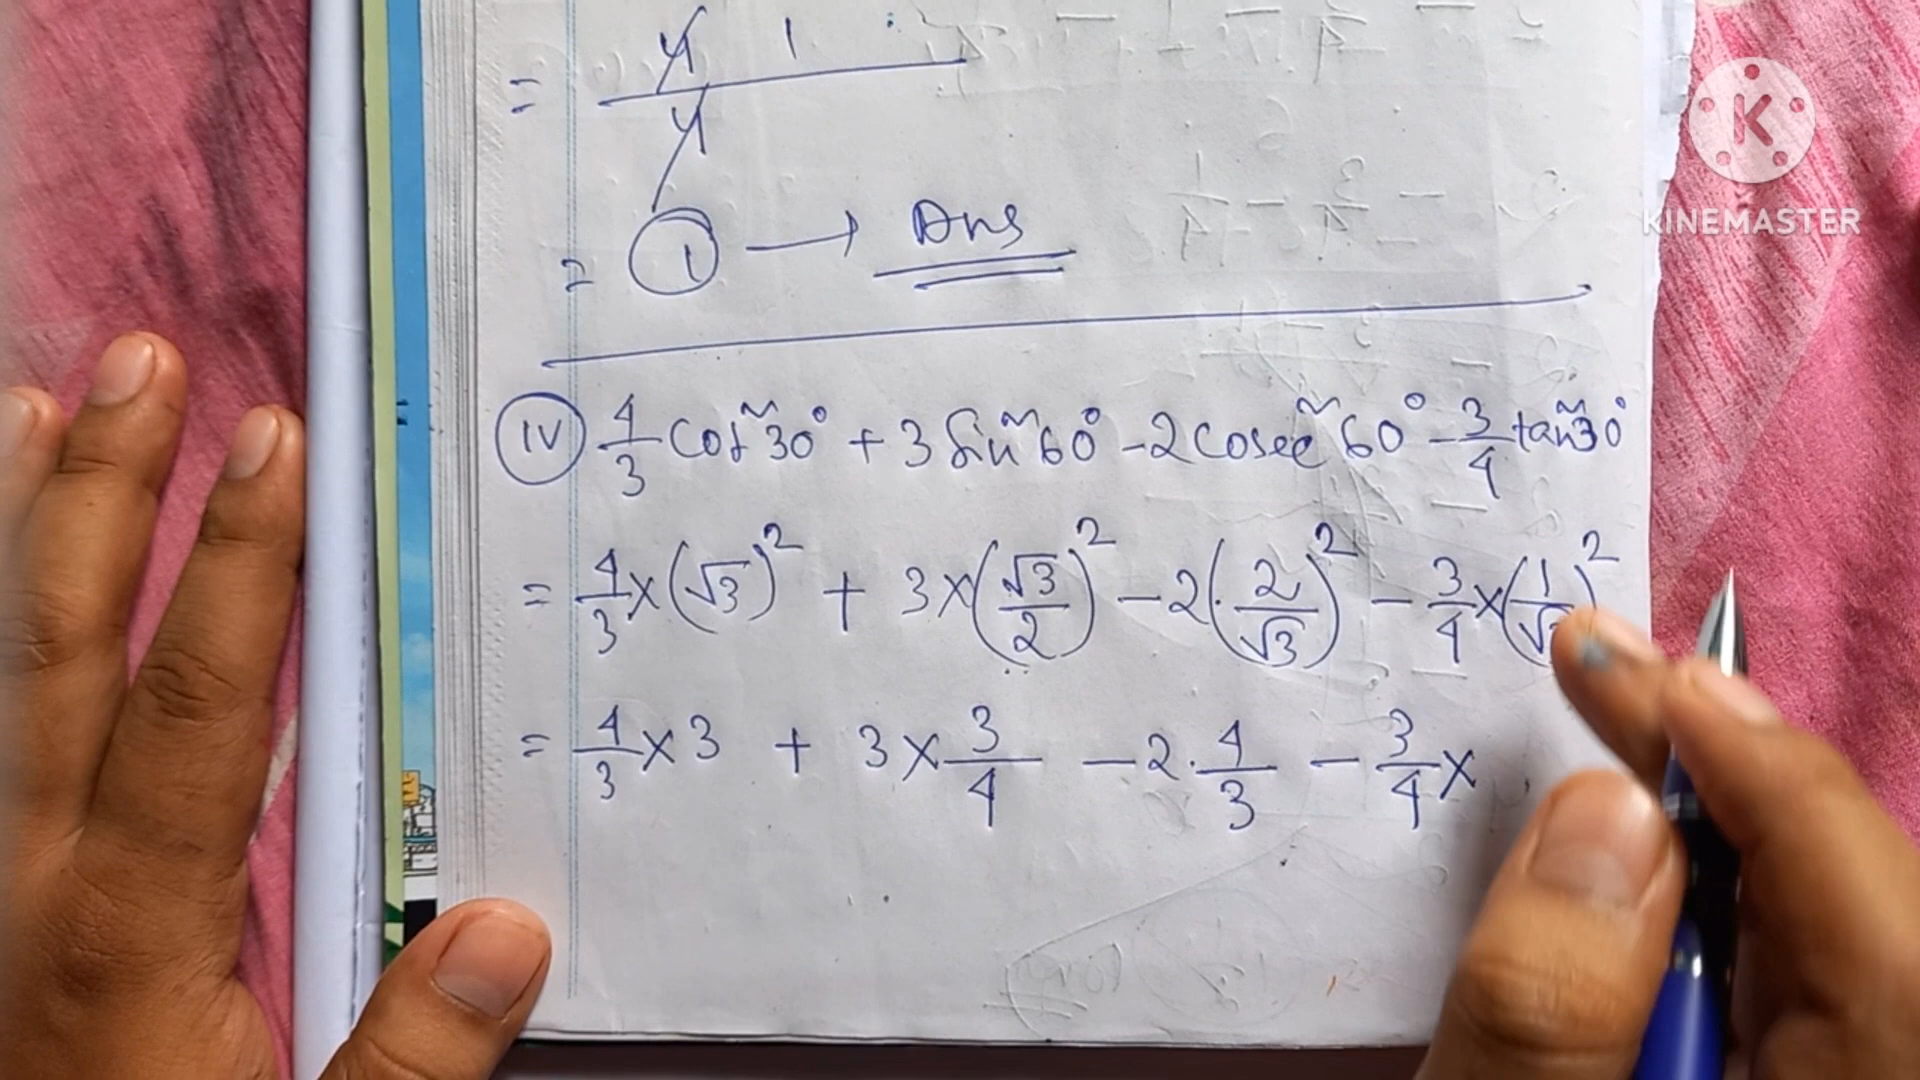 = 4 1 / 4
= 1 → Ans
K
KINEMASTER
(iv) 4/3 cot²30° + 3 sin²60° - 2 cosec²60° - 3/4 tan²30°
= 4/3 × (√3)² + 3 × (√3/2)² - 2 · (2/√3)² - 3/4 × (1/√3)²
= 4/3 × 3 + 3 × 3/4 - 2 · 4/3 - 3/4 ×